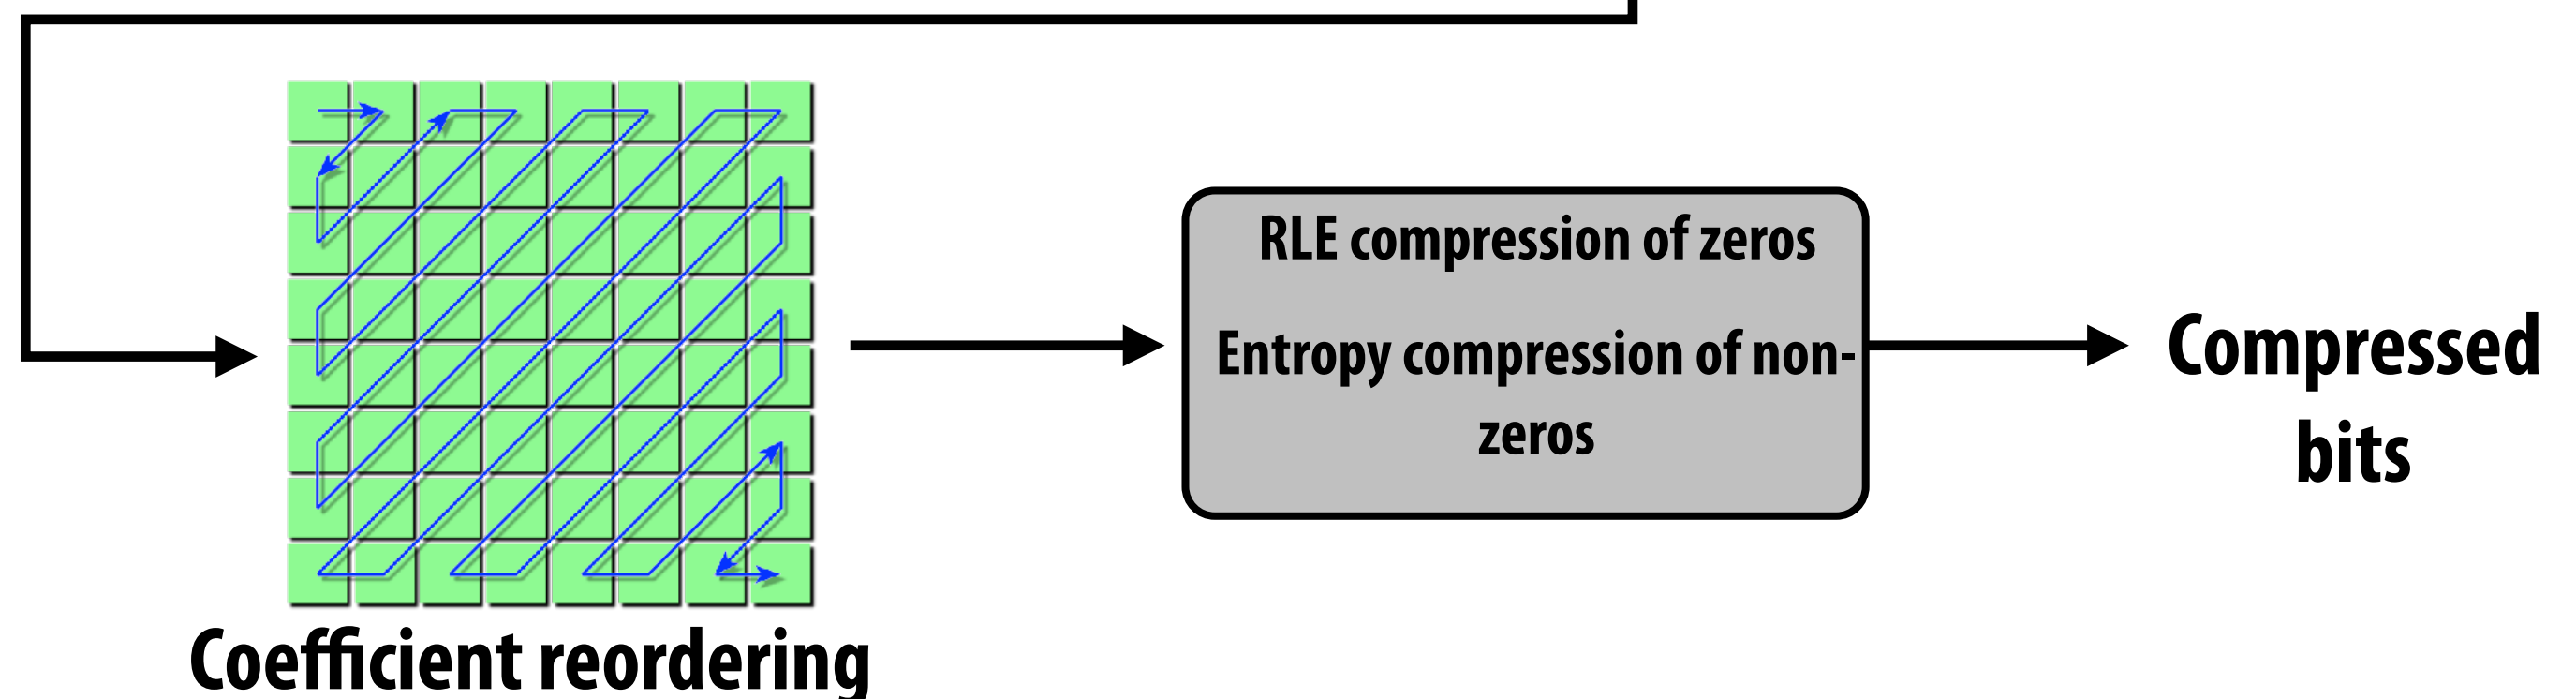 RLE compression of zeros
Entropy compression of non-
zeros
Compressed
bits
Coefficient reordering